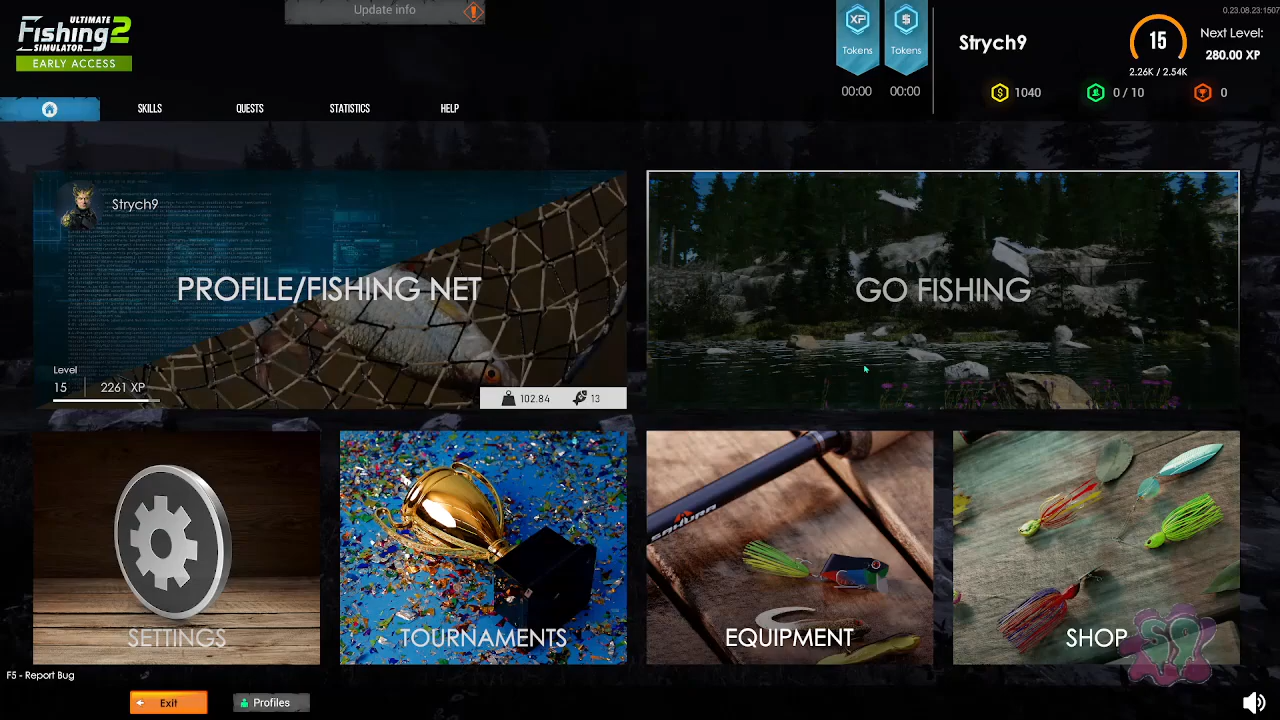 ULTIMATE
Fishing 2
SIMULATOR
EARLY ACCESS
Update info
XP
Tokens
00:00
$
Tokens
00:00
Strych9
15
2.26K / 2.54K
0.23.08.23:1507
Next Level:
280.00 XP
1040
0 / 10
0
SKILLS
QUESTS
STATISTICS
HELP
Strych9
PROFILE/FISHING NET
Level
15 | 2261 XP
102.84
13
GO FISHING
SETTINGS
TOURNAMENTS
SAKURA
EQUIPMENT
SHOP
F5 - Report Bug
Exit
Profiles